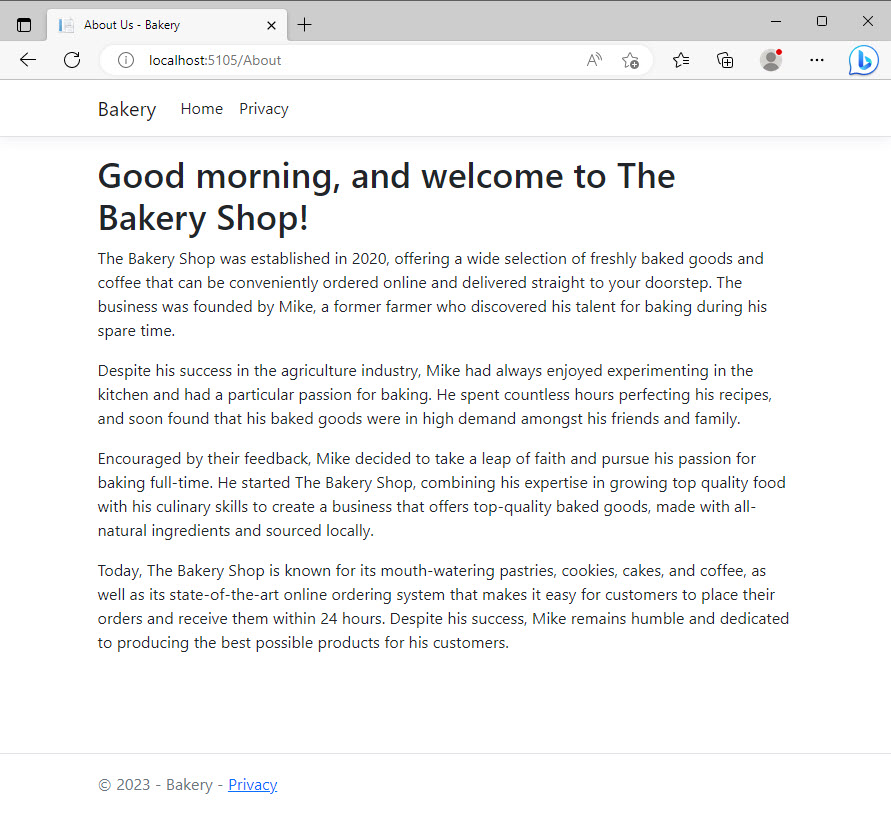 About Us - Bakery
localhost:5105/About
Bakery Home Privacy
Good morning, and welcome to The
Bakery Shop!
The Bakery Shop was established in 2020, offering a wide selection of freshly baked goods and
coffee that can be conveniently ordered online and delivered straight to your doorstep. The
business was founded by Mike, a former farmer who discovered his talent for baking during his
spare time.
Despite his success in the agriculture industry, Mike had always enjoyed experimenting in the
kitchen and had a particular passion for baking. He spent countless hours perfecting his recipes,
and soon found that his baked goods were in high demand amongst his friends and family.
Encouraged by their feedback, Mike decided to take a leap of faith and pursue his passion for
baking full-time. He started The Bakery Shop, combining his expertise in growing top quality food
with his culinary skills to create a business that offers top-quality baked goods, made with all-
natural ingredients and sourced locally.
Today, The Bakery Shop is known for its mouth-watering pastries, cookies, cakes, and coffee, as
well as its state-of-the-art online ordering system that makes it easy for customers to place their
orders and receive them within 24 hours. Despite his success, Mike remains humble and dedicated
to producing the best possible products for his customers.
© 2023 - Bakery - Privacy